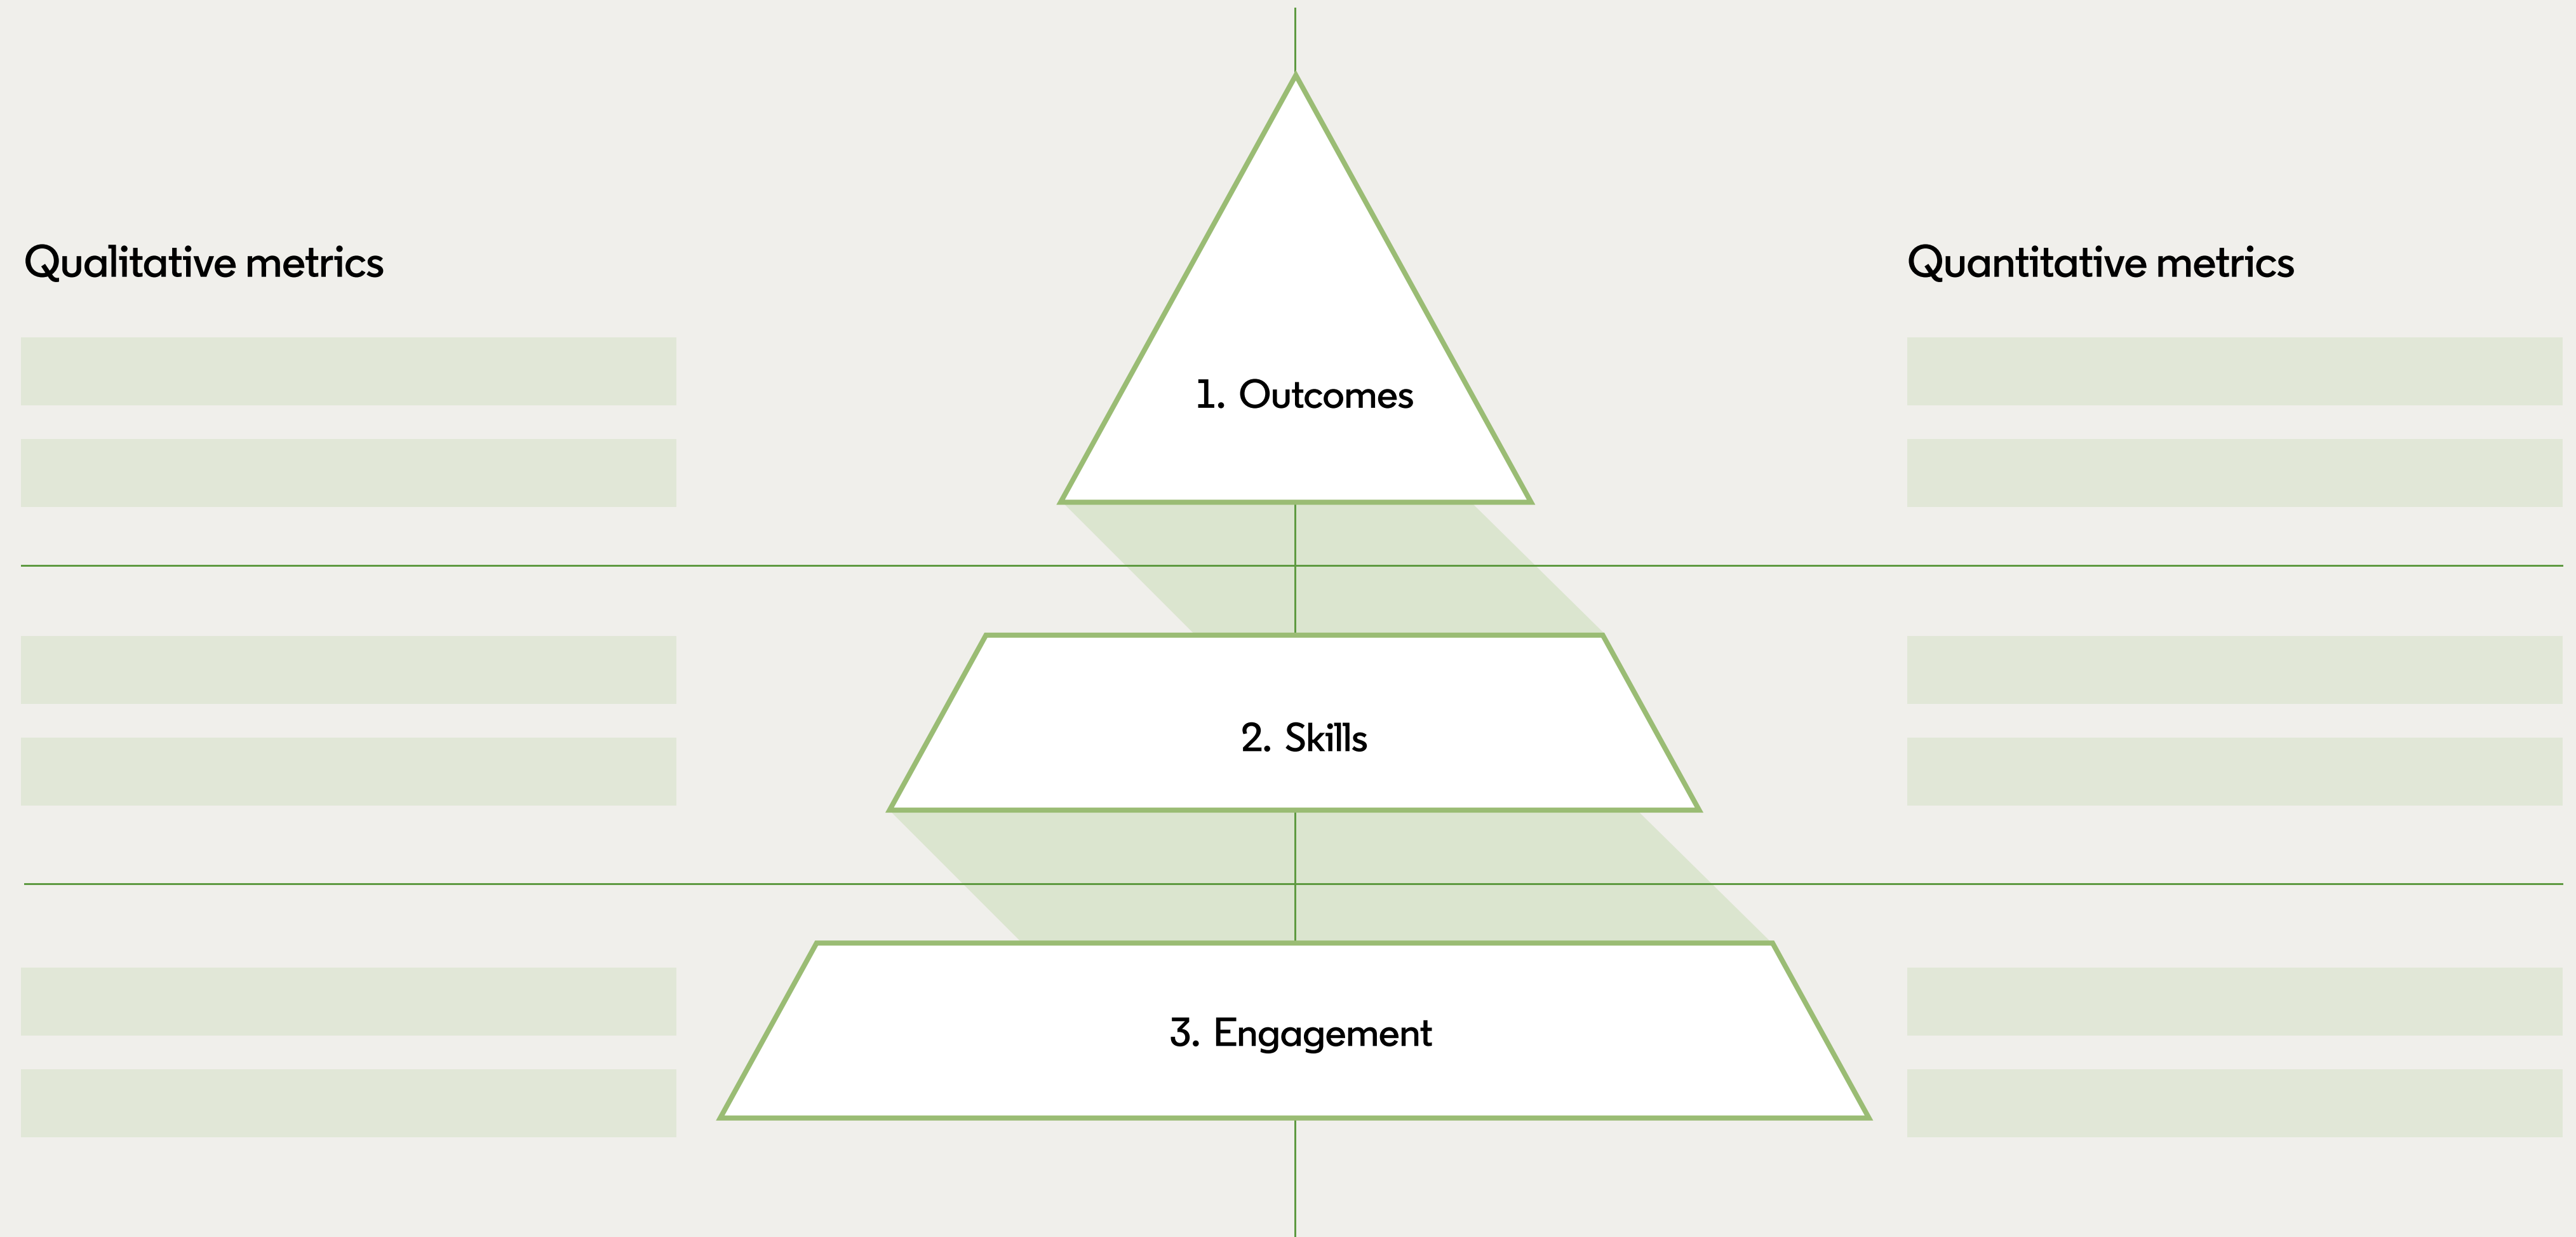 Qualitative metrics
Quantitative metrics
1. Outcomes
2. Skills
3. Engagement